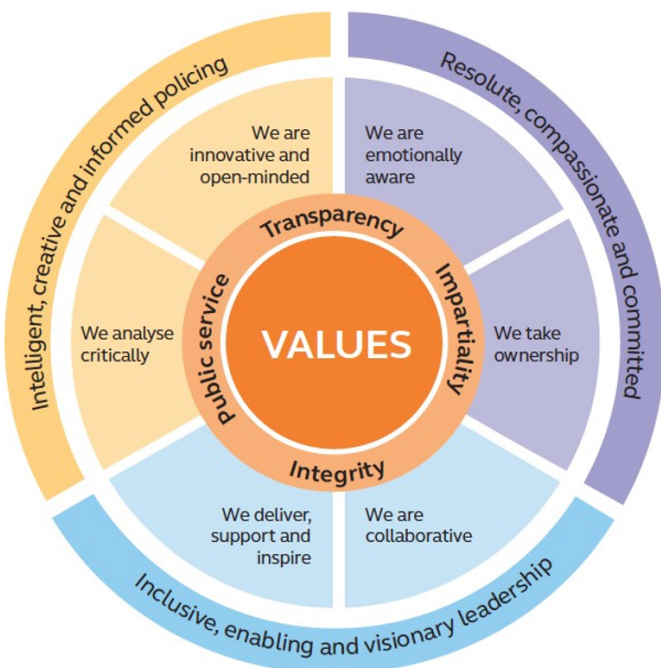 Intelligent, creative and informed policing
Resolute, compassionate and committed
We are
innovative and
open-minded
We are
emotionally
aware
Transparency
Impartiality
Public service
Integrity
VALUES
We analyse
critically
We take
ownership
We deliver,
support and
inspire
We are
collaborative
Inclusive, enabling and visionary leadership